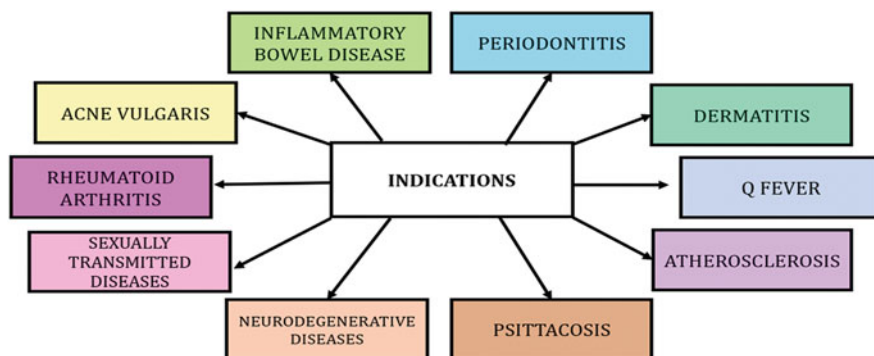 INFLAMMATORY
BOWEL DISEASE
PERIODONTITIS
ACNE VULGARIS
DERMATITIS
RHEUMATOID
ARTHRITIS
INDICATIONS
Q FEVER
SEXUALLY
TRANSMITTED
DISEASES
ATHEROSCLEROSIS
NEURODEGENERATIVE
DISEASES
PSITTACOSIS